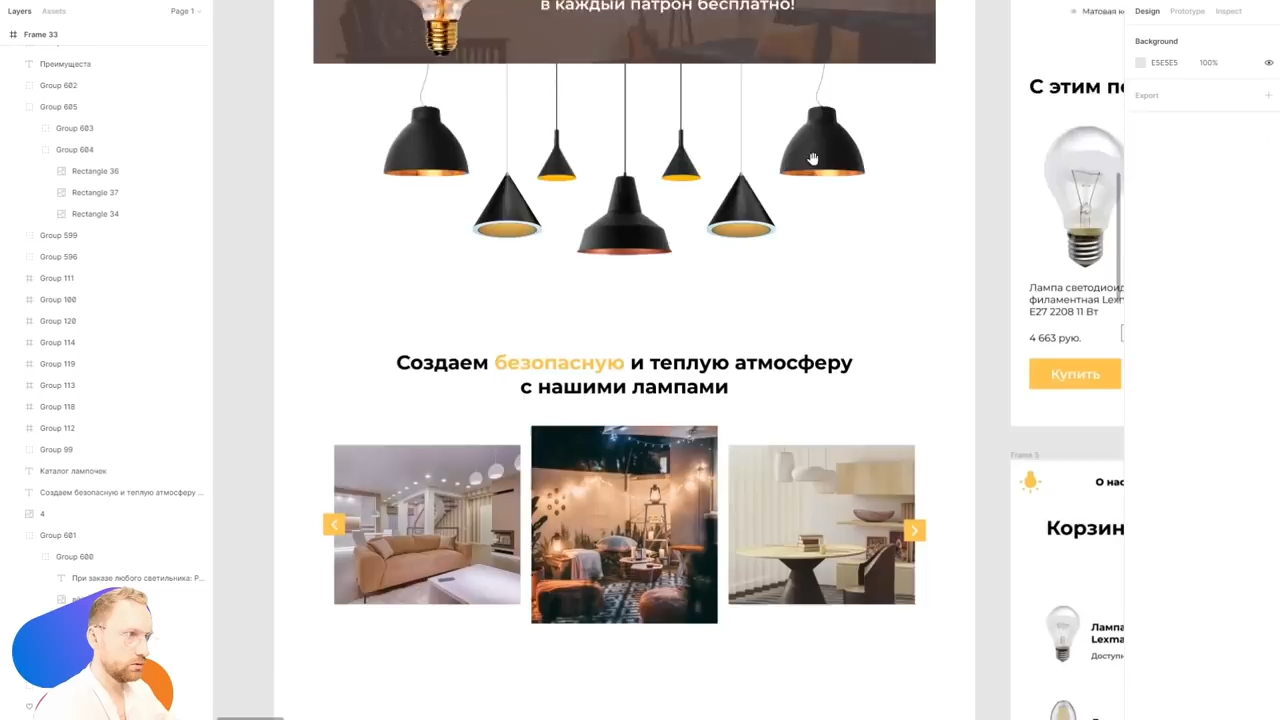 Layers
Assets
Page 1
Frame 33
Преимущеста
Group 602
Group 605
Group 603
Group 604
Rectangle 36
Rectangle 37
Rectangle 34
Group 599
Group 596
Group 111
Group 100
Group 120
Group 114
Group 119
Group 113
Group 118
Group 112
Group 99
Каталог лампочек
Создаем безопасную и теплую атмосферу ...
4
Group 601
Group 600
При заказе любого светильника: P...
в каждый патрон бесплатно!
Создаем безопасную и теплую атмосферу
с нашими лампами
Матовая
С этим
Лампа
филаментная
E27 2208 11 Вт
4 663 рую.
Купить
Frame 5
О нас
Корзин
Лампа
Lexma
Доступн
Design
Prototype
Inspect
Background
E5E5E5
100%
Export